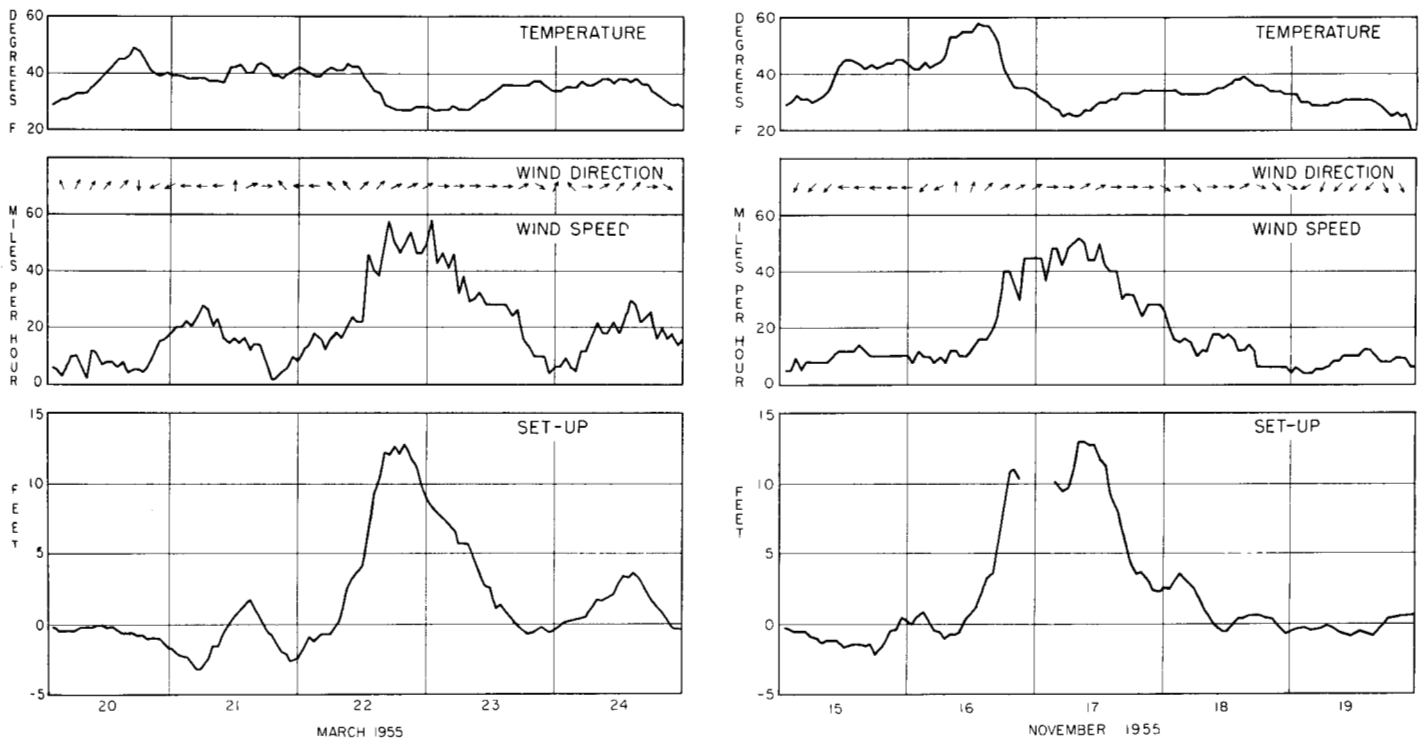 DEGREES F
60
40
20
TEMPERATURE
WIND DIRECTION
MILES PER HOUR
60
40
20
0
WIND SPEED
SET-UP
FEET
15
10
5
0
-5
20 21 22 23 24
MARCH 1955
DEGREES F
60
40
20
TEMPERATURE
WIND DIRECTION
MILES PER HOUR
60
40
20
0
WIND SPEED
SET-UP
FEET
15
10
5
0
-5
15 16 17 18 19
NOVEMBER 1955